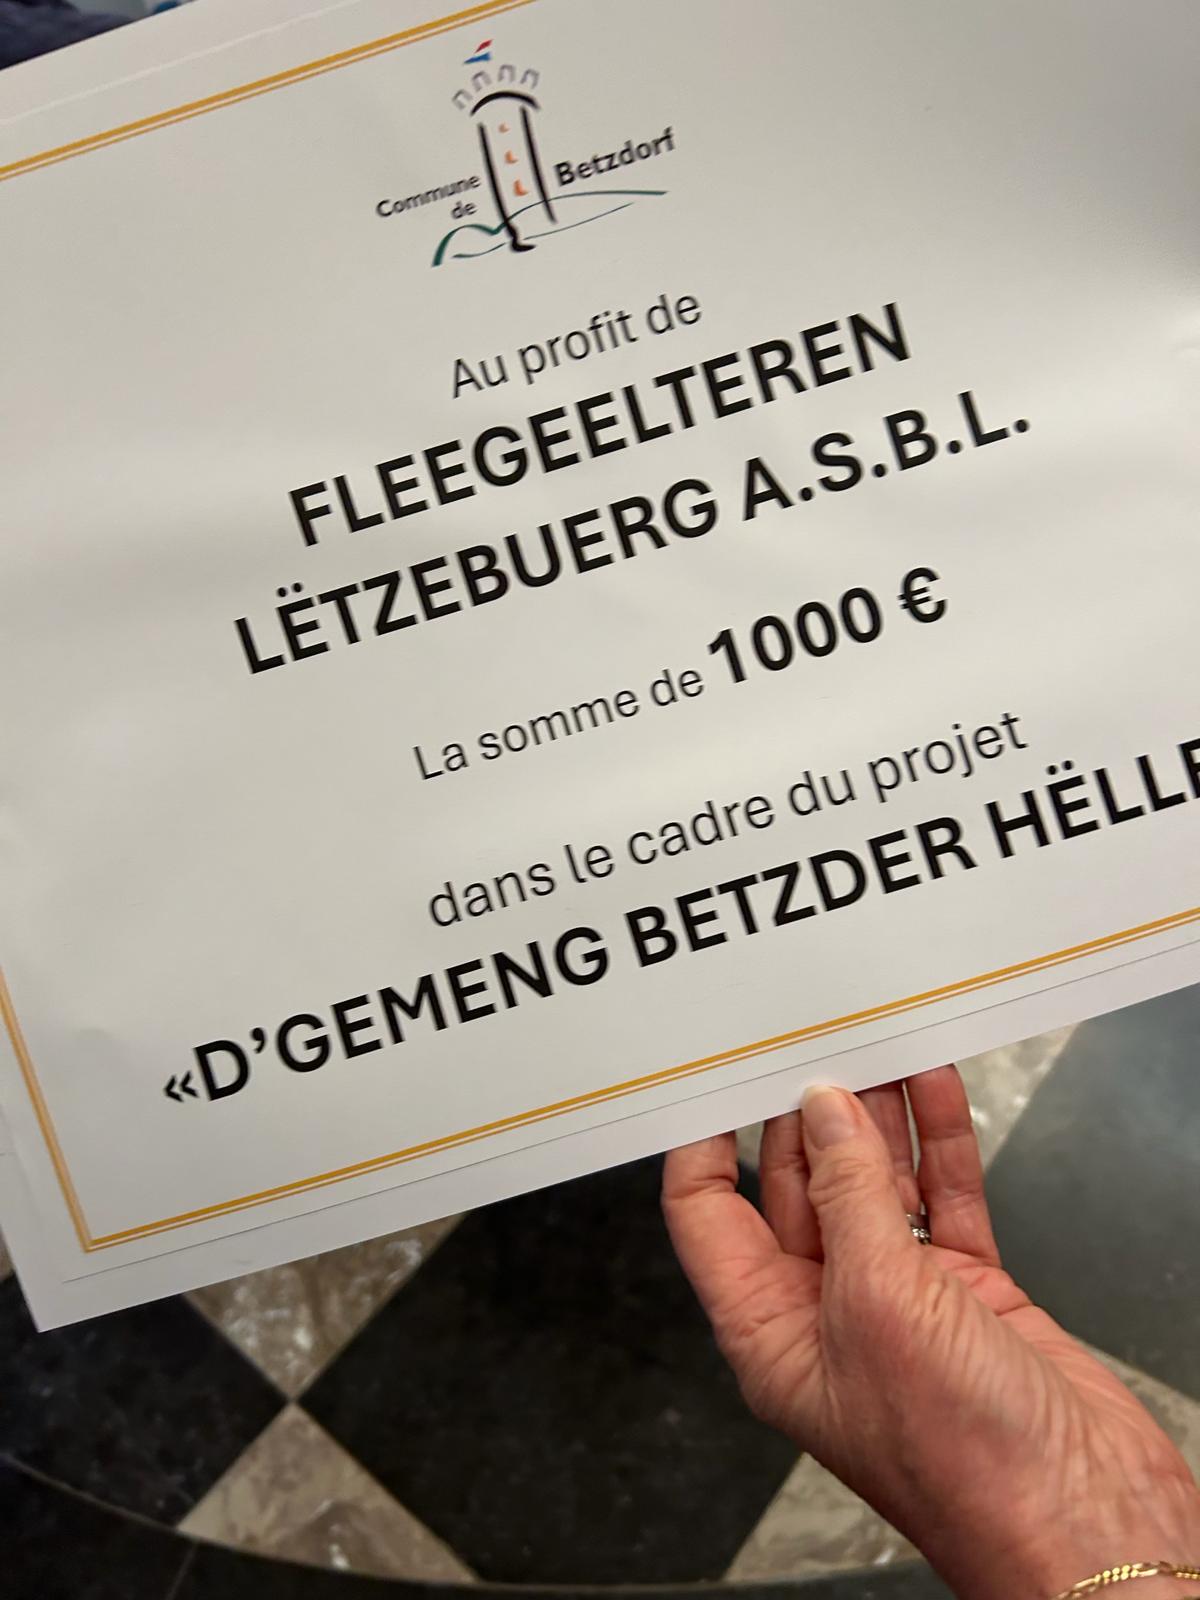 Commune
de
Betzdorf
Au profit de
FLEEGEELTEREN
LËTZEBUERG A.S.B.L.
La somme de 1000 €
dans le cadre du projet
«D’GEMENG BETZDER HËLLE